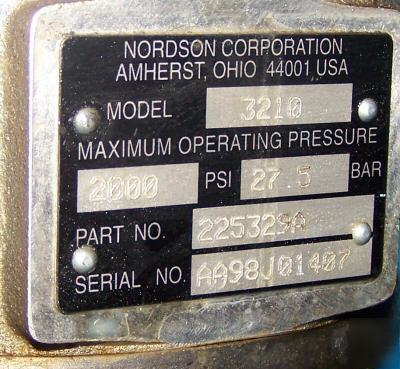 NORDSON CORPORATION
AMHERST, OHIO 44001 USA
MODEL 3210
MAXIMUM OPERATING PRESSURE
2000 PSI 27.5 BAR
PART NO. 225329A
SERIAL NO. AA98J01407